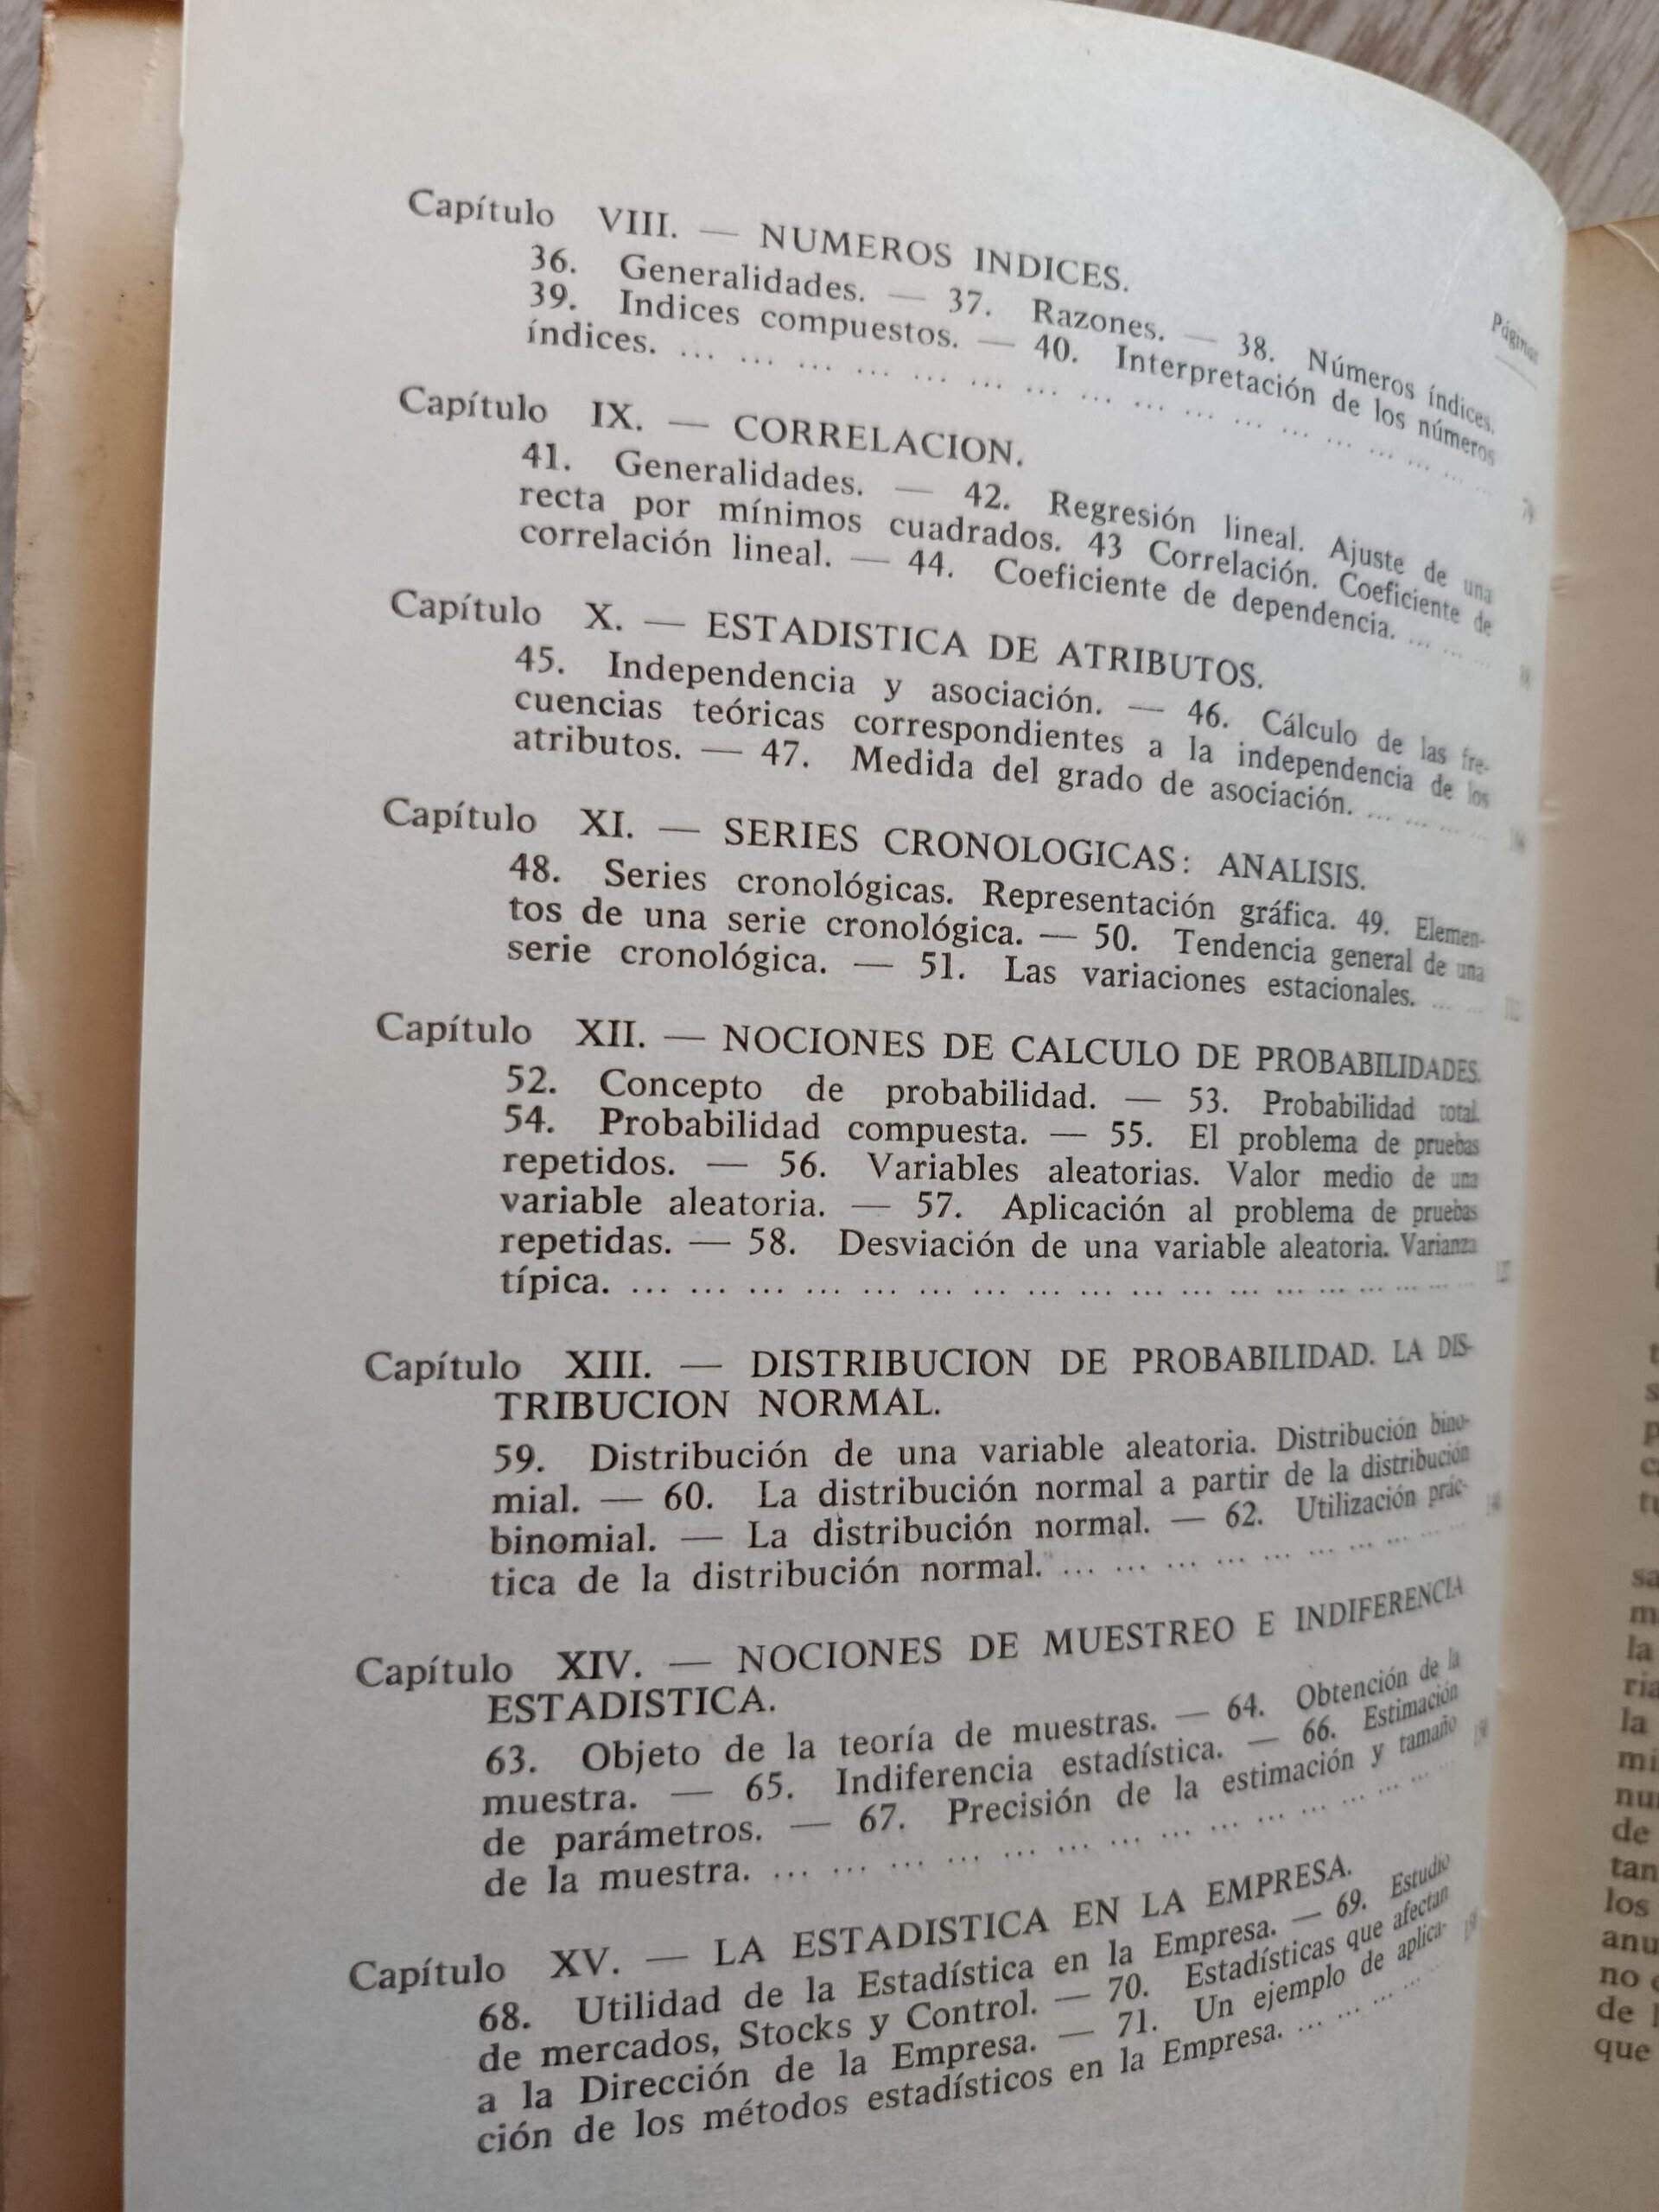 Páginas
Capítulo VIII. — NUMEROS INDICES.
36. Generalidades. — 37. Razones. — 38. Números índices.
39. Indices compuestos. — 40. Interpretación de los números
índices. ... ... ... ... ... ... ... ... ... ... ... ... ... ... ...
Capítulo IX. — CORRELACION.
41. Generalidades. — 42. Regresión lineal. Ajuste de una
recta por mínimos cuadrados. 43 Correlación. Coeficiente de
correlación lineal. — 44. Coeficiente de dependencia. ... ... ...
Capítulo X. — ESTADISTICA DE ATRIBUTOS.
45. Independencia y asociación. — 46. Cálculo de las fre-
cuencias teóricas correspondientes a la independencia de los
atributos. — 47. Medida del grado de asociación. ... ... ... ...
Capítulo XI. — SERIES CRONOLOGICAS: ANALISIS.
48. Series cronológicas. Representación gráfica. 49. Elemen-
tos de una serie cronológica. — 50. Tendencia general de una
serie cronológica. — 51. Las variaciones estacionales. ... ...
Capítulo XII. — NOCIONES DE CALCULO DE PROBABILIDADES.
52. Concepto de probabilidad. — 53. Probabilidad total.
54. Probabilidad compuesta. — 55. El problema de pruebas
repetidos. — 56. Variables aleatorias. Valor medio de una
variable aleatoria. — 57. Aplicación al problema de pruebas
repetidas. — 58. Desviación de una variable aleatoria. Varianza
típica. ... ... ... ... ... ... ... ... ... ... ... ... ... ... ... ... ...
Capítulo XIII. — DISTRIBUCION DE PROBABILIDAD. LA DIS-
TRIBUCION NORMAL.
59. Distribución de una variable aleatoria. Distribución bino-
mial. — 60. La distribución normal a partir de la distribución
binomial. — La distribución normal. — 62. Utilización prác-
tica de la distribución normal. ... ... ... ... ... ... ... ... ...
Capítulo XIV. — NOCIONES DE MUESTREO E INDIFERENCIA
ESTADISTICA.
63. Objeto de la teoría de muestras. — 64. Obtención de la
muestra. — 65. Indiferencia estadística. — 66. Estimación
de parámetros. — 67. Precisión de la estimación y tamaño
de la muestra. ... ... ... ... ... ... ... ... ... ... ... ... ... ...
Capítulo XV. — LA ESTADISTICA EN LA EMPRESA.
68. Utilidad de la Estadística en la Empresa. — 69. Estudio
de mercados, Stocks y Control. — 70. Estadísticas que afectan
a la Dirección de la Empresa. — 71. Un ejemplo de aplica-
ción de los métodos estadísticos en la Empresa. ... ... ... ...